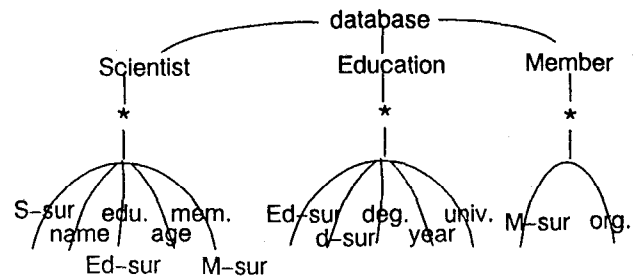 database
Scientist Education Member
* * *
S-sur edu. mem. Ed-sur deg. univ. M-sur org.
name age d-sur year
Ed-sur M-sur